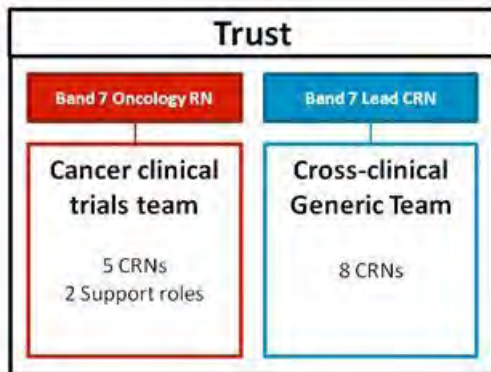 Trust
Band 7 Oncology RN
Band 7 Lead CRN
Cancer clinical
trials team
5 CRNs
2 Support roles
Cross-clinical
Generic Team
8 CRNs